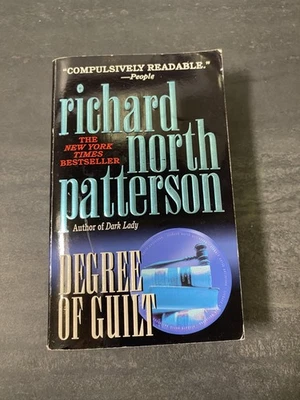 “COMPULSIVELY READABLE.”
—People
richard
THE
NEW YORK
TIMES
BESTSELLER
north
patterson
Author of Dark Lady
DEGREE
OF GUILT